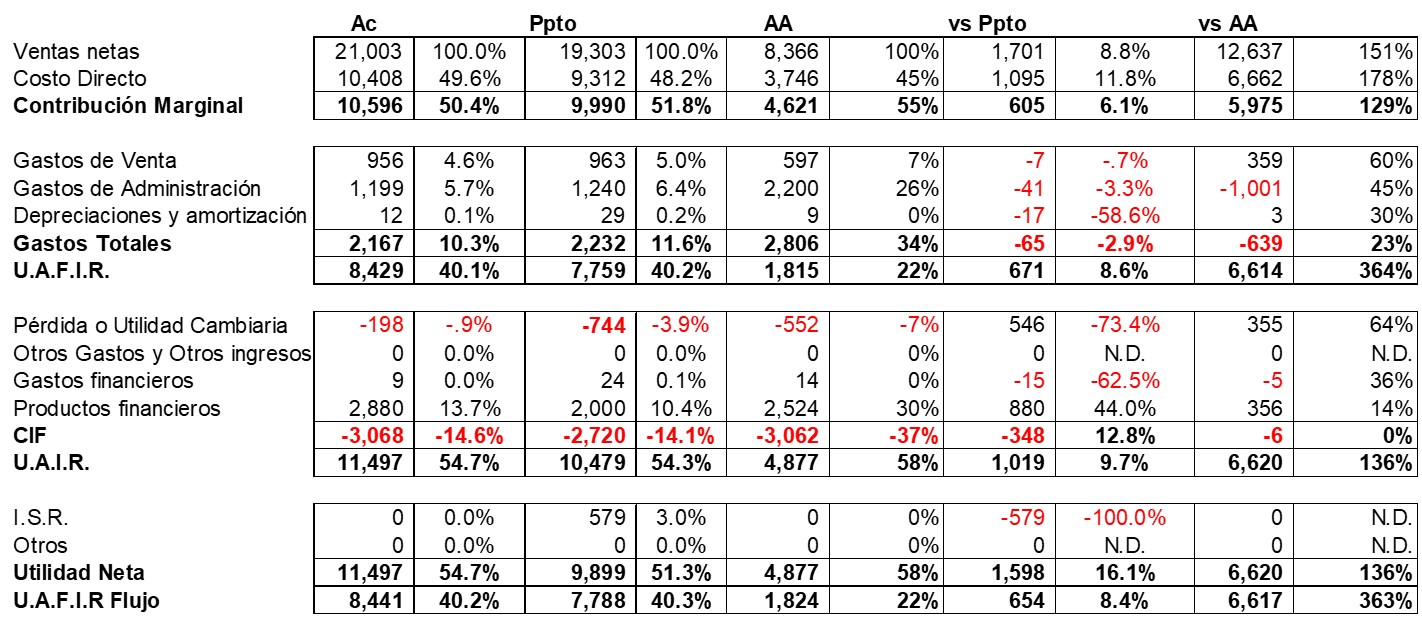 Ac Ppto AA vs Ppto vs AA
Ventas netas 21,003 100.0% 19,303 100.0% 8,366 100% 1,701 8.8% 12,637 151%
Costo Directo 10,408 49.6% 9,312 48.2% 3,746 45% 1,095 11.8% 6,662 178%
Contribución Marginal 10,596 50.4% 9,990 51.8% 4,621 55% 605 6.1% 5,975 129%
Gastos de Venta 956 4.6% 963 5.0% 597 7% -7 -.7% 359 60%
Gastos de Administración 1,199 5.7% 1,240 6.4% 2,200 26% -41 -3.3% -1,001 45%
Depreciaciones y amortización 12 0.1% 29 0.2% 9 0% -17 -58.6% 3 30%
Gastos Totales 2,167 10.3% 2,232 11.6% 2,806 34% -65 -2.9% -639 23%
U.A.F.I.R. 8,429 40.1% 7,759 40.2% 1,815 22% 671 8.6% 6,614 364%
Pérdida o Utilidad Cambiaria -198 -.9% -744 -3.9% -552 -7% 546 -73.4% 355 64%
Otros Gastos y Otros ingresos 0 0.0% 0 0.0% 0 0% 0 N.D. 0 N.D.
Gastos financieros 9 0.0% 24 0.1% 14 0% -15 -62.5% -5 36%
Productos financieros 2,880 13.7% 2,000 10.4% 2,524 30% 880 44.0% 356 14%
CIF -3,068 -14.6% -2,720 -14.1% -3,062 -37% -348 12.8% -6 0%
U.A.I.R. 11,497 54.7% 10,479 54.3% 4,877 58% 1,019 9.7% 6,620 136%
I.S.R. 0 0.0% 579 3.0% 0 0% -579 -100.0% 0 N.D.
Otros 0 0.0% 0 0.0% 0 0% 0 N.D. 0 N.D.
Utilidad Neta 11,497 54.7% 9,899 51.3% 4,877 58% 1,598 16.1% 6,620 136%
U.A.F.I.R Flujo 8,441 40.2% 7,788 40.3% 1,824 22% 654 8.4% 6,617 363%